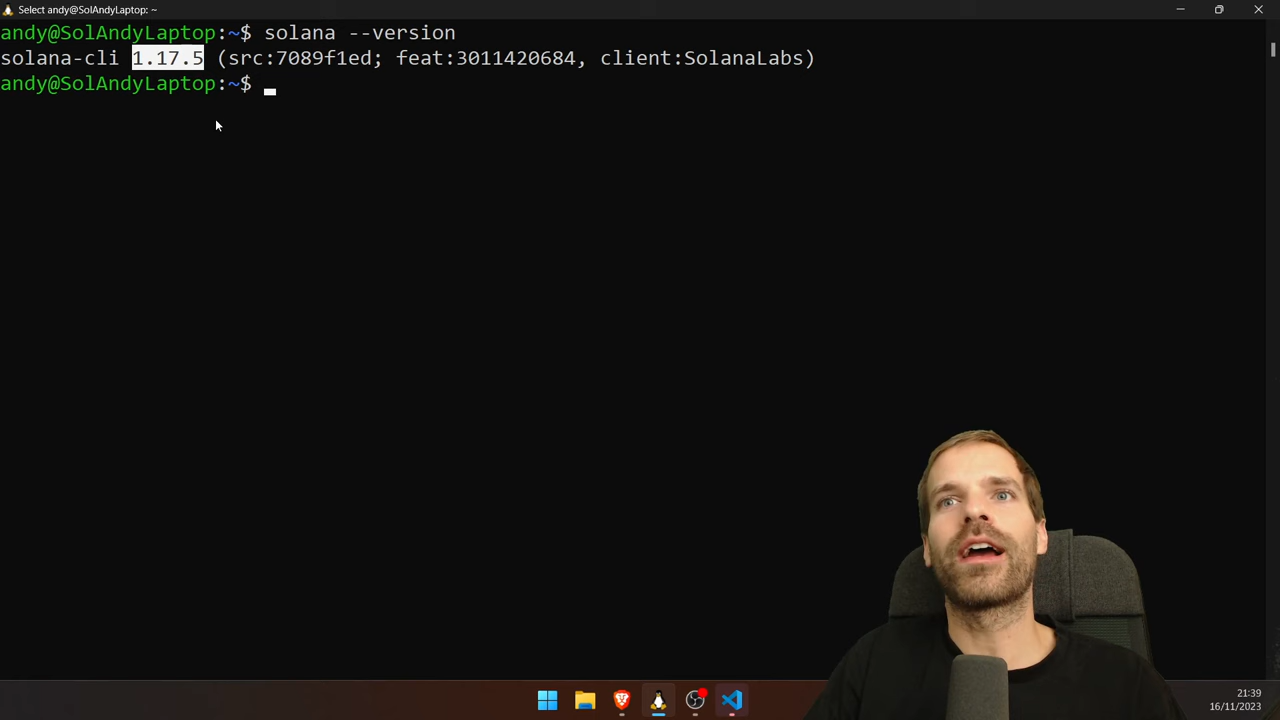 Select andy@SolAndyLaptop: ~
andy@SolAndyLaptop:~$ solana --version
solana-cli 1.17.5 (src:7089f1ed; feat:3011420684, client:SolanaLabs)
andy@SolAndyLaptop:~$
21:39
16/11/2023